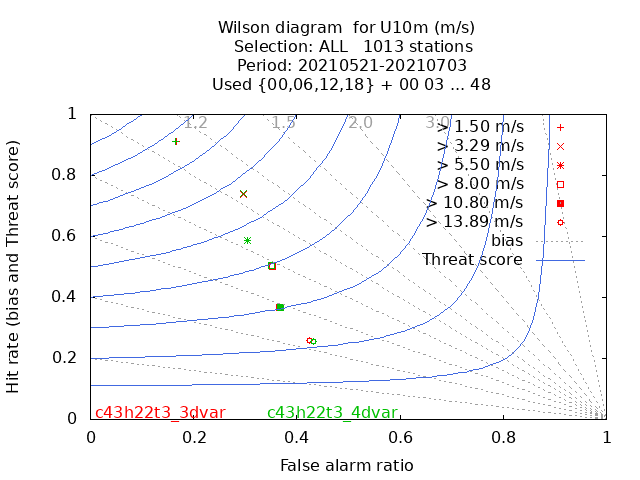 Wilson diagram  for U10m (m/s)
Selection: ALL   1013 stations
Period: 20210521-20210703
Used {00,06,12,18} + 00 03 ... 48
Hit rate (bias and Threat score)
1
0.8
0.6
0.4
0.2
0
1.2
1.5
2.0
3.0
> 1.50 m/s
> 3.29 m/s
> 5.50 m/s
> 8.00 m/s
> 10.80 m/s
> 13.89 m/s
bias
Threat score
c43h22t3_3dvar
c43h22t3_4dvar
0
0.2
0.4
0.6
0.8
1
False alarm ratio